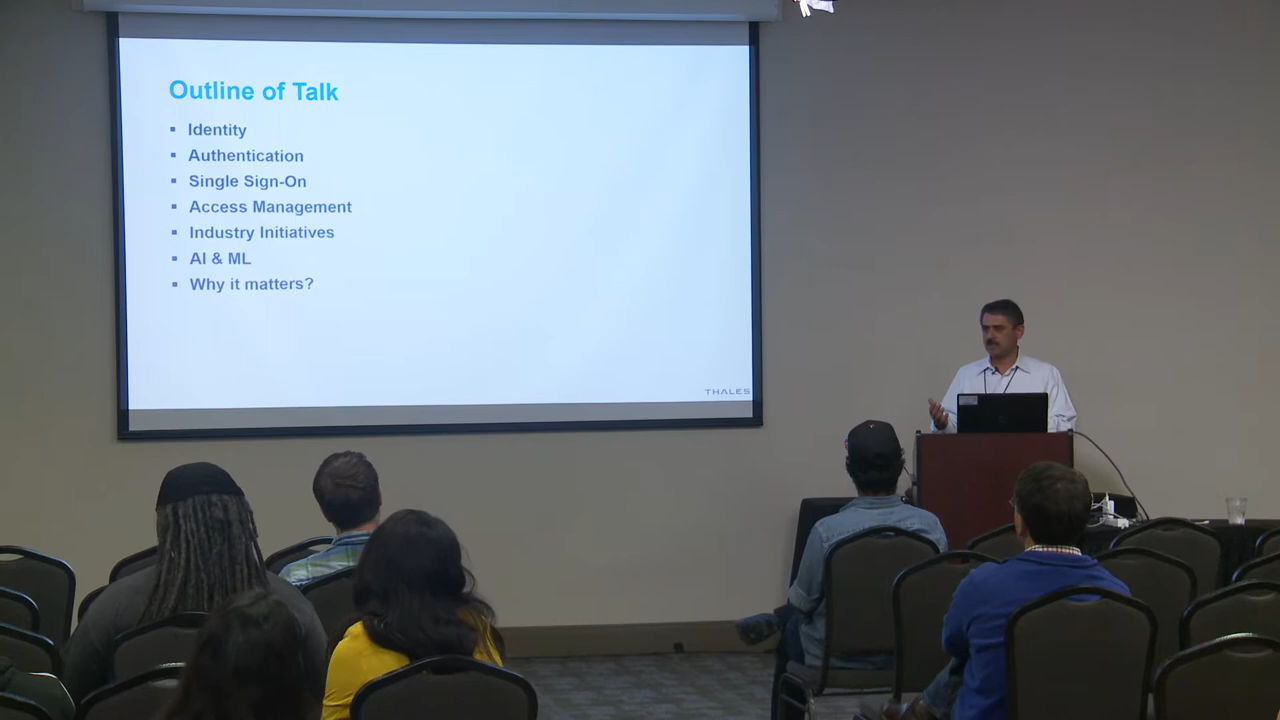 Outline of Talk
▪ Identity
▪ Authentication
▪ Single Sign-On
▪ Access Management
▪ Industry Initiatives
▪ AI & ML
▪ Why it matters?
THALES